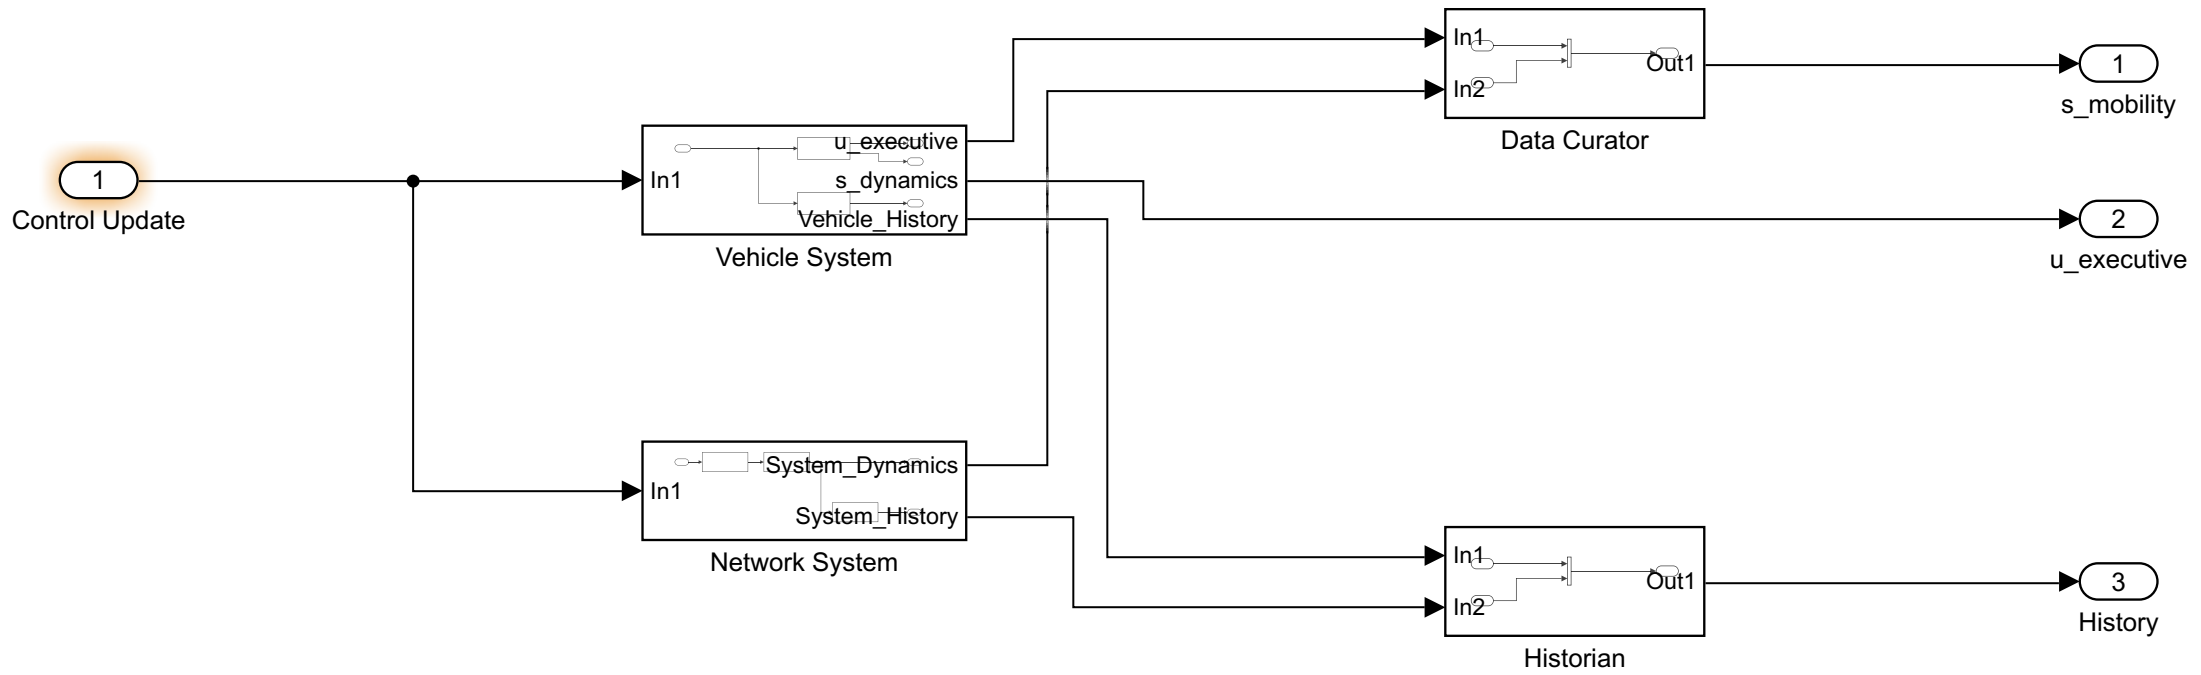 1
Control Update
In1
u_executive
s_dynamics
Vehicle_History
Vehicle System
In1
System_Dynamics
System_History
Network System
In1
In2
Out1
Data Curator
In1
In2
Out1
Historian
1
s_mobility
2
u_executive
3
History